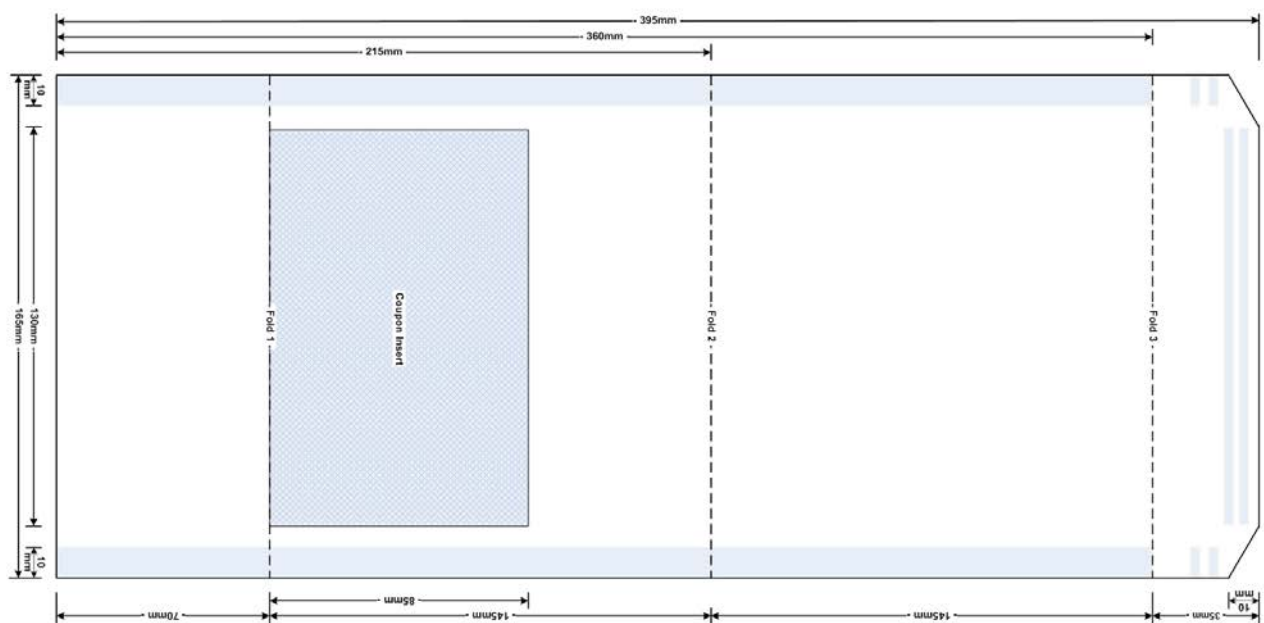 - 395mm -
- 360mm -
- 215mm -
10 mm
130mm
165mm
- Fold 1 -
Coupon Insert
- Fold 2 -
- Fold 3 -
10 mm
- 85mm -
- 70mm -
- 145mm -
- 145mm -
- 35mm -
10 mm